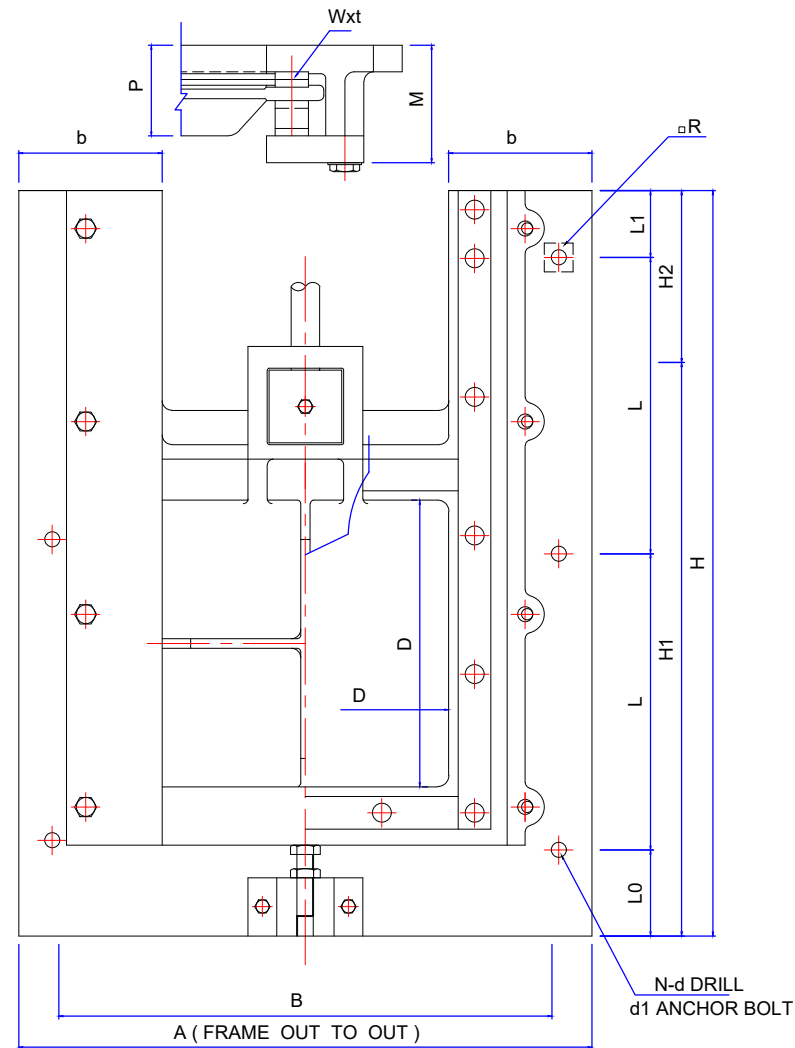 Wxt
P
M
b
b
▫R
L1
H2
L
H
D
D
H1
L
L0
N-d DRILL
d1 ANCHOR BOLT
B
A ( FRAME OUT TO OUT )